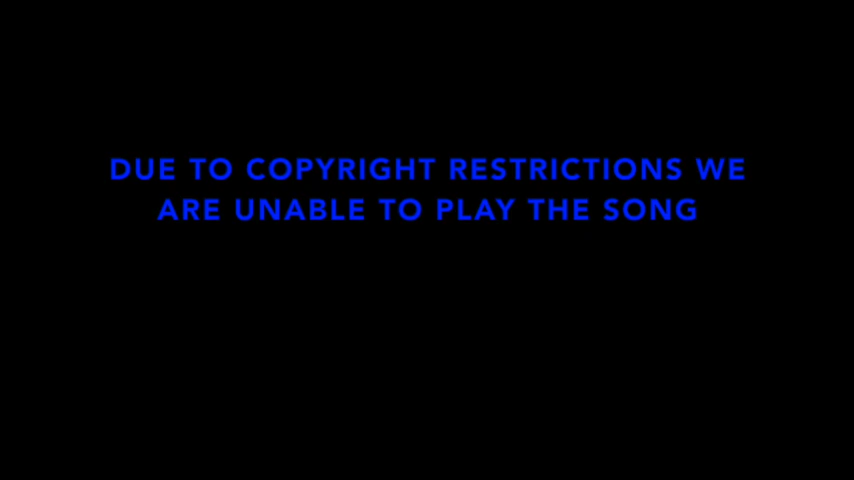 DUE TO COPYRIGHT RESTRICTIONS WE
ARE UNABLE TO PLAY THE SONG